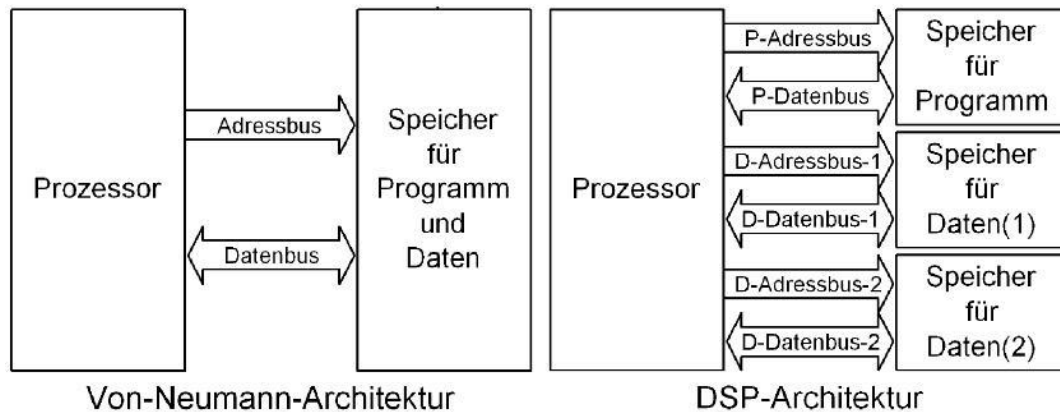 Prozessor
Adressbus
Datenbus
Speicher
für
Programm
und
Daten
Von-Neumann-Architektur
Prozessor
P-Adressbus
P-Datenbus
Speicher
für
Programm
D-Adressbus-1
D-Datenbus-1
Speicher
für
Daten(1)
D-Adressbus-2
D-Datenbus-2
Speicher
für
Daten(2)
DSP-Architektur